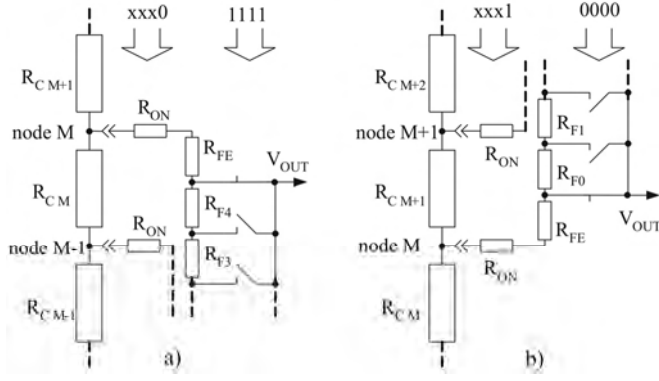 xxx0 1111
R_C M+1
R_ON
node M
R_FE
V_OUT
R_C M
R_F4
R_ON
node M-1
R_F3
R_C M-1
a)
xxx1 0000
R_C M+2
node M+1
R_F1
R_ON
R_F0
R_C M+1
V_OUT
node M
R_FE
R_ON
R_C M
b)